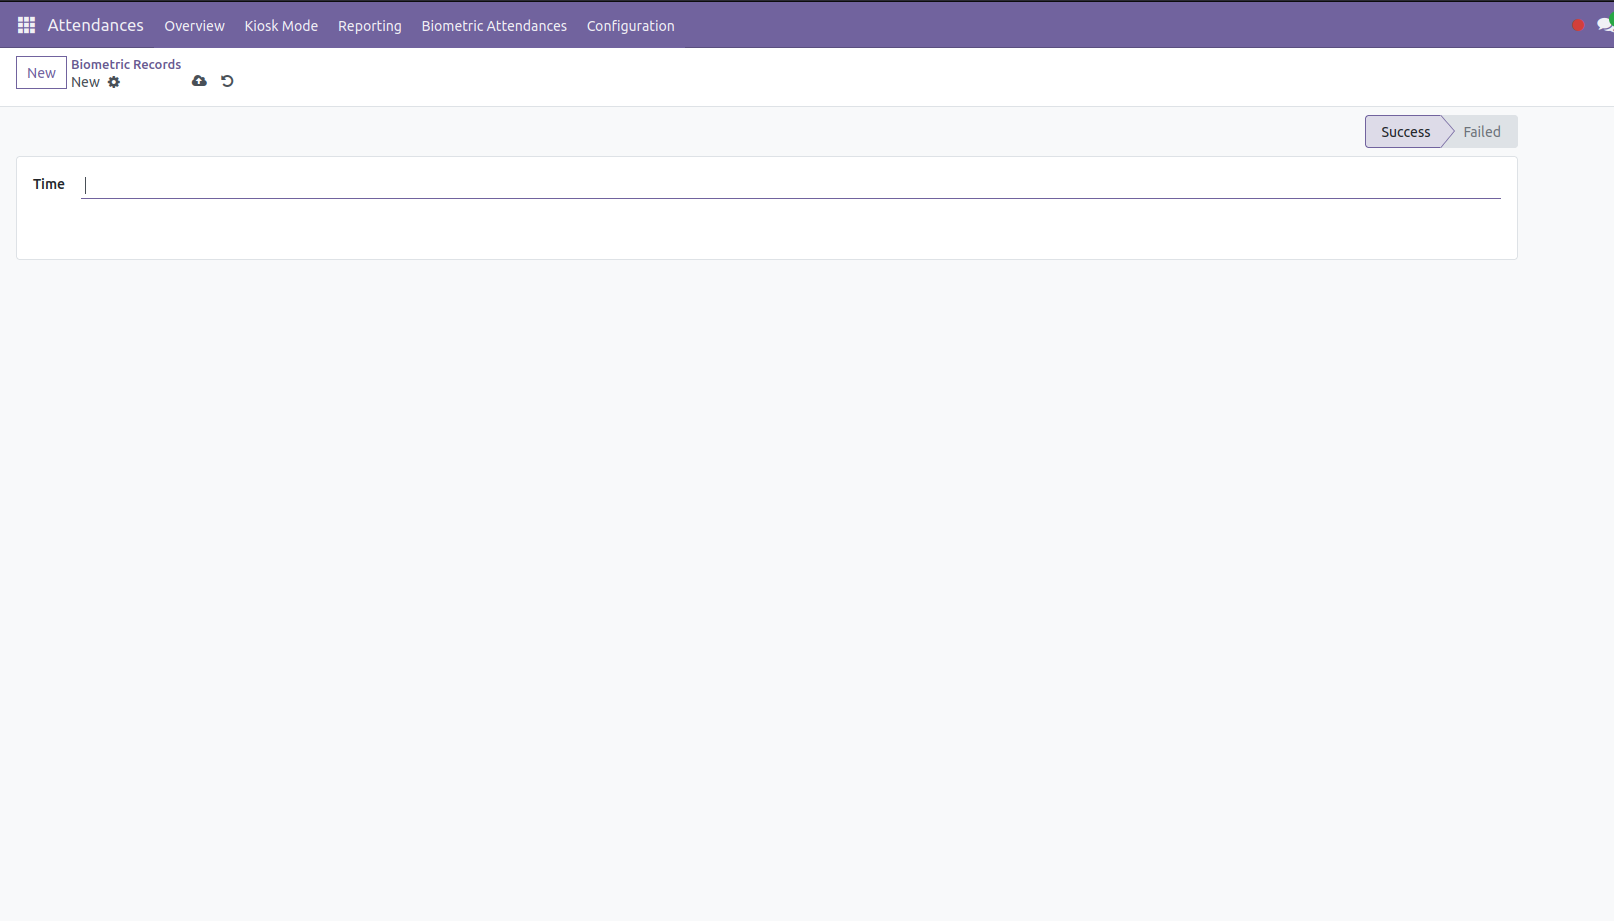 Attendances Overview Kiosk Mode Reporting Biometric Attendances Configuration
New
Biometric Records
New
Success Failed
Time